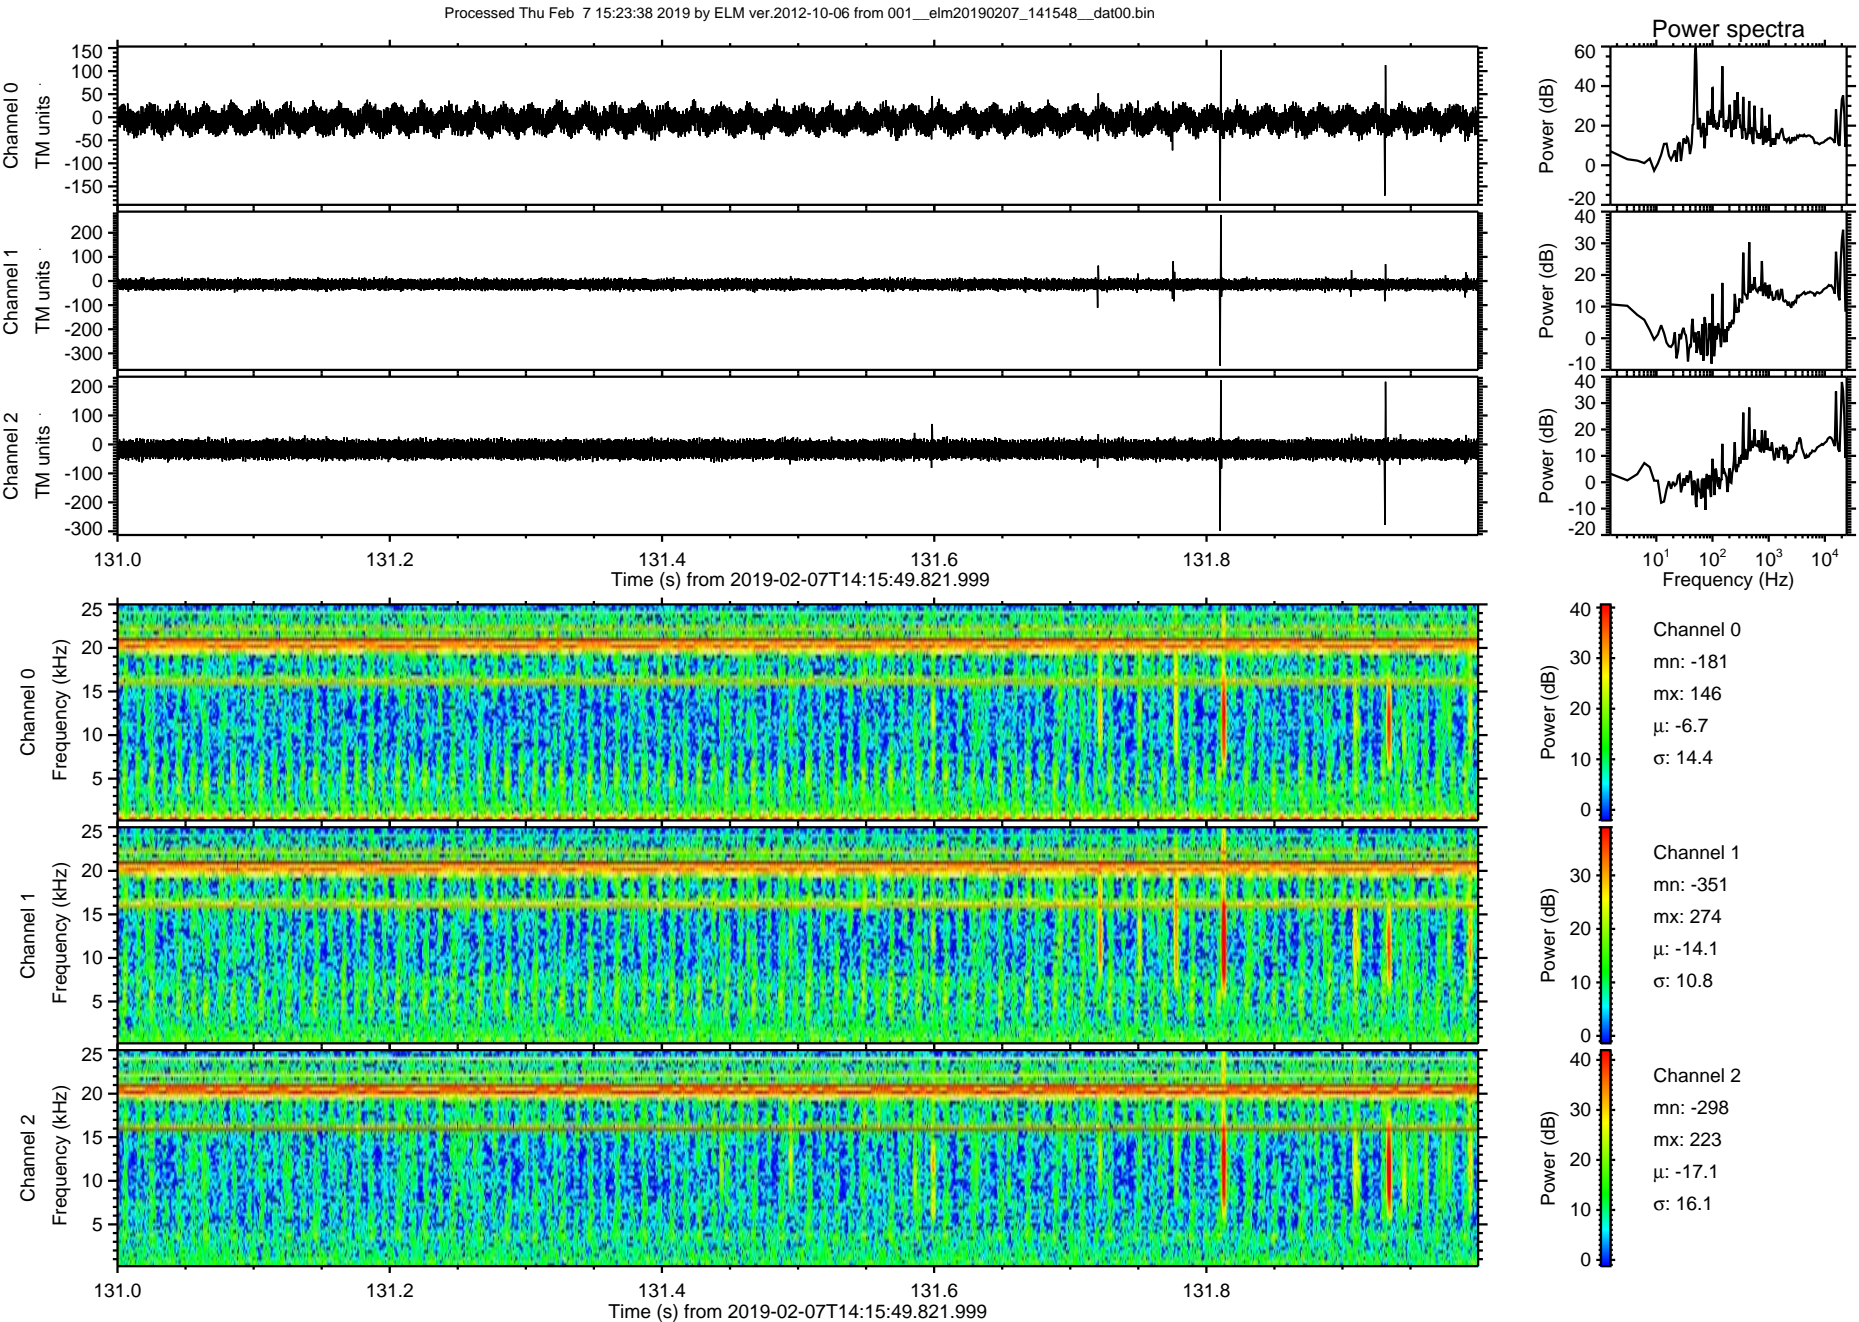 Processed Thu Feb  7 15:23:38 2019 by ELM ver.2012-10-06 from 001__elm20190207_141548__dat00.bin
Power spectra
Channel 0
TM units
150
100
50
0
-50
-100
-150
Power (dB)
60
40
20
0
-20
Channel 1
TM units
200
100
0
-100
-200
-300
Power (dB)
40
30
20
10
0
-10
Channel 2
TM units
200
100
0
-100
-200
-300
Power (dB)
40
30
20
10
0
-10
-20
131.0 131.2 131.4 131.6 131.8
Time (s) from 2019-02-07T14:15:49.821.999
10¹ 10² 10³ 10⁴
Frequency (Hz)
Channel 0
Frequency (kHz)
25
20
15
10
5
Power (dB)
40
30
20
10
0
Channel 0
mn: -181
mx: 146
μ: -6.7
σ: 14.4
Channel 1
Frequency (kHz)
25
20
15
10
5
Power (dB)
30
20
10
0
Channel 1
mn: -351
mx: 274
μ: -14.1
σ: 10.8
Channel 2
Frequency (kHz)
25
20
15
10
5
Power (dB)
40
30
20
10
0
Channel 2
mn: -298
mx: 223
μ: -17.1
σ: 16.1
131.0 131.2 131.4 131.6 131.8
Time (s) from 2019-02-07T14:15:49.821.999